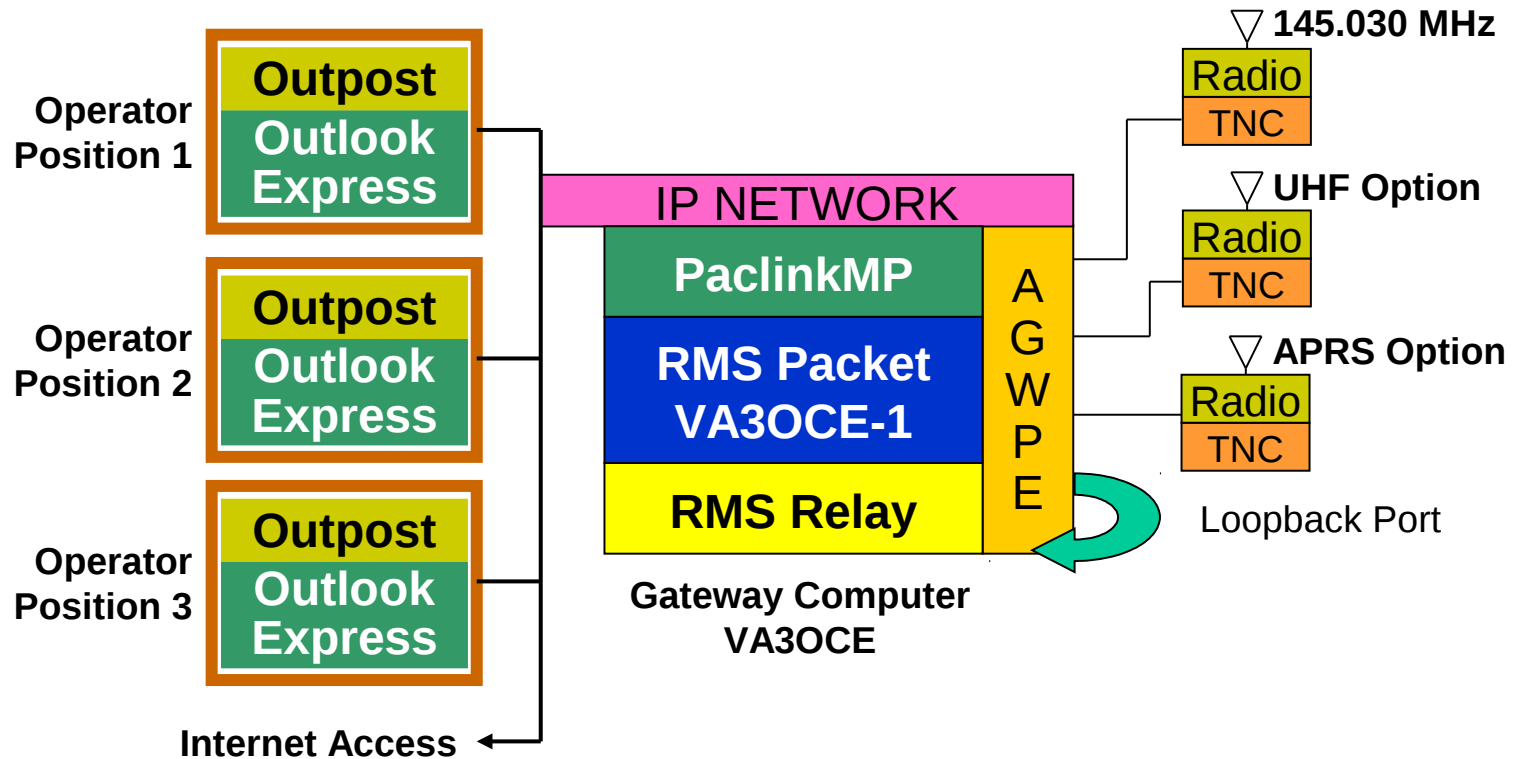 Operator
Position 1
Outpost
Outlook
Express
Operator
Position 2
Outpost
Outlook
Express
Operator
Position 3
Outpost
Outlook
Express
Internet Access
IP NETWORK
PaclinkMP
RMS Packet
VA3OCE-1
RMS Relay
A
G
W
P
E
Gateway Computer
VA3OCE
145.030 MHz
Radio
TNC
UHF Option
Radio
TNC
APRS Option
Radio
TNC
Loopback Port